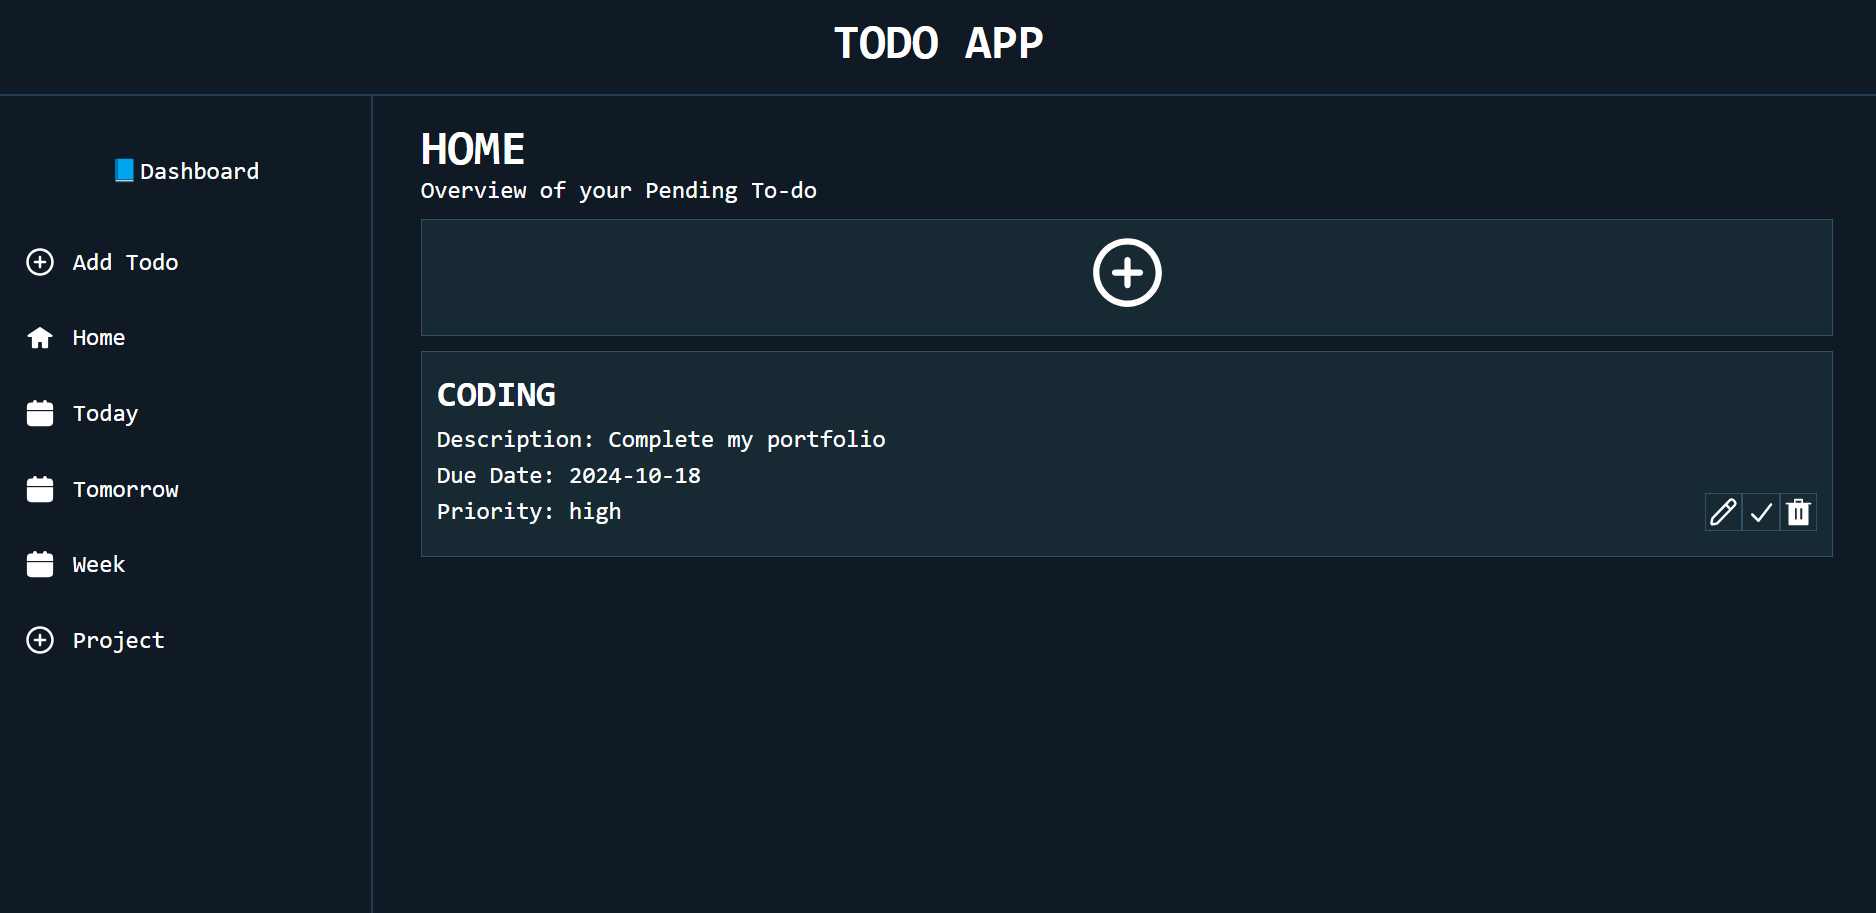 TODO APP
Dashboard
Add Todo
Home
Today
Tomorrow
Week
Project
HOME
Overview of your Pending To-do
CODING
Description: Complete my portfolio
Due Date: 2024-10-18
Priority: high